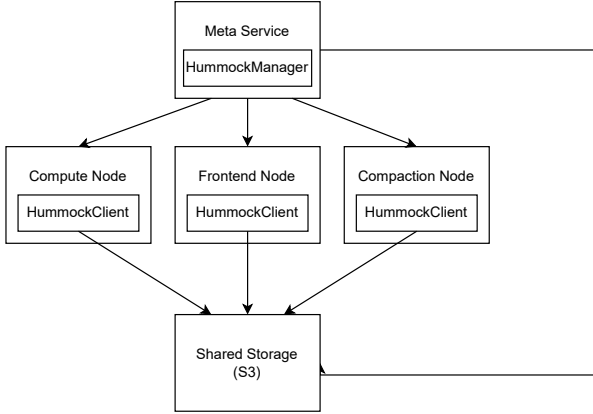 Meta Service
HummockManager
Compute Node
HummockClient
Frontend Node
HummockClient
Compaction Node
HummockClient
Shared Storage
(S3)